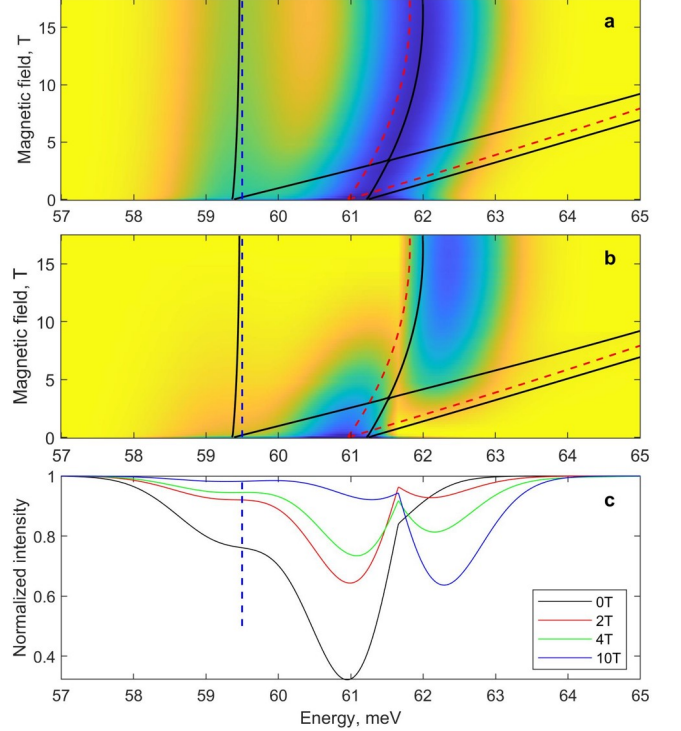 a
Magnetic field, T
15
10
5
0
57 58 59 60 61 62 63 64 65
b
Magnetic field, T
15
10
5
0
57 58 59 60 61 62 63 64 65
c
Normalized intensity
1
0.8
0.6
0.4
0T
2T
4T
10T
57 58 59 60 61 62 63 64 65
Energy, meV